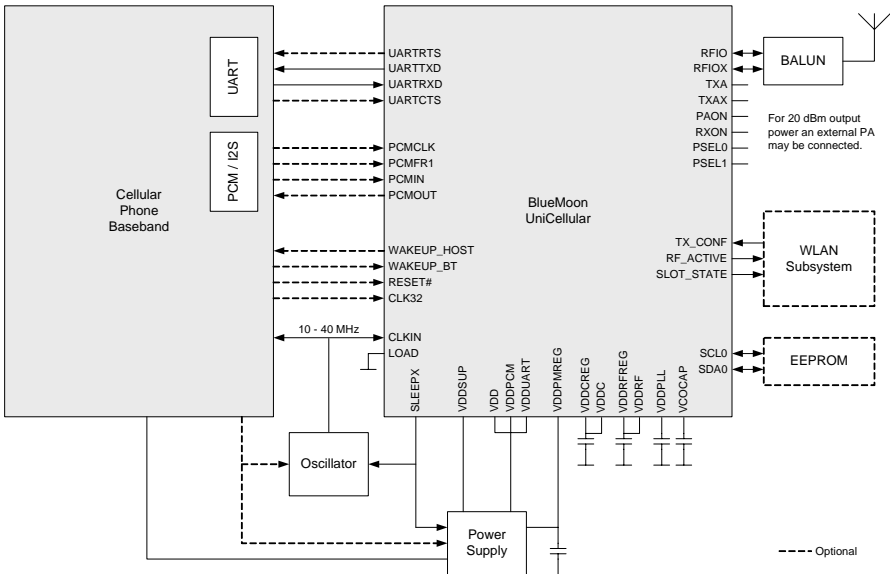 UART
PCM / I2S
Cellular
Phone
Baseband
UARTRTS
UARTTXD
UARTRXD
UARTCTS
PCMCLK
PCMFR1
PCMIN
PCMOUT
WAKEUP_HOST
WAKEUP_BT
RESET#
CLK32
10 - 40 MHz
CLKIN
LOAD
BlueMoon
UniCellular
RFIO
RFIOX
TXA
TXAX
PAON
RXON
PSEL0
PSEL1
BALUN
For 20 dBm output
power an external PA
may be connected.
TX_CONF
RF_ACTIVE
SLOT_STATE
WLAN
Subsystem
SCL0
SDA0
EEPROM
SLEEPX
VDDSUP
VDD
VDDPCM
VDDUART
VDDPMREG
VDDCREG
VDDC
VDDRFREG
VDDRF
VDDPLL
VCOCAP
Oscillator
Power
Supply
Optional